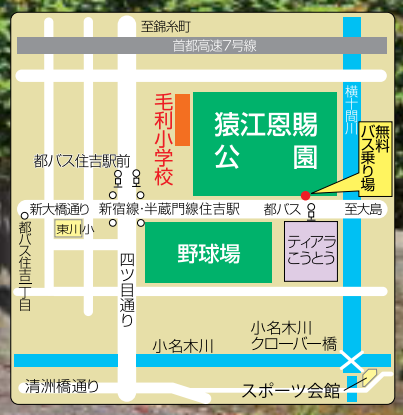 至錦糸町
首都高速7号線
横十間川
毛利小学校
猿江恩賜
公園
無料
バス乗り場
都バス住吉駅前
新大橋通り
新宿線・半蔵門線住吉駅
都バス
至大島
都バス住吉一丁目
東川小
野球場
ティアラ
こうとう
四ツ目通り
小名木川
小名木川
クローバー橋
清洲橋通り
スポーツ会館